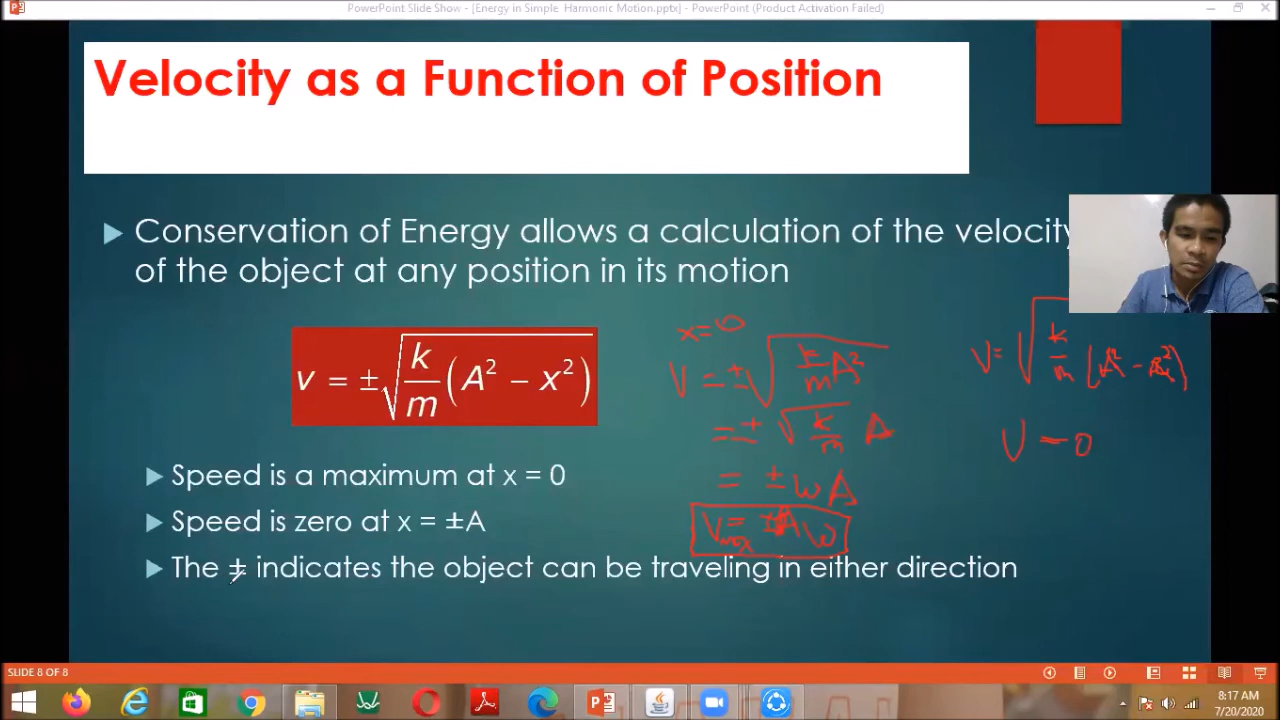 PowerPoint Slide Show - [Energy in Simple Harmonic Motion.pptx] - PowerPoint (Product Activation Failed)
Velocity as a Function of Position
▶ Conservation of Energy allows a calculation of the velocity
of the object at any position in its motion
v = ±√(k/m (A² − x²))
▶ Speed is a maximum at x = 0
▶ Speed is zero at x = ±A
▶ The ± indicates the object can be traveling in either direction
x = 0
V = ±√(k/m A²)
= ±√(k/m) A
= ± ω A
Vmax = ±A ω
V = √(k/m (A² − A²))
V = 0
SLIDE 8 OF 8
8:17 AM
7/20/2020